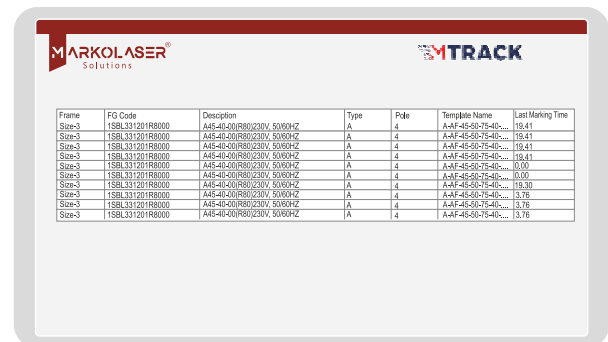 MARKOLASER®
Solutions
MTRACK
Frame FG Code Desciption Type Pole Template Name Last Marking Time
Size-3 1SBL331201R8000 A45-40-00(R80)230V, 50/60HZ A 4 A-AF-45-50-75-40-.... 19.41
Size-3 1SBL331201R8000 A45-40-00(R80)230V, 50/60HZ A 4 A-AF-45-50-75-40-.... 19.41
Size-3 1SBL331201R8000 A45-40-00(R80)230V, 50/60HZ A 4 A-AF-45-50-75-40-.... 19.41
Size-3 1SBL331201R8000 A45-40-00(R80)230V, 50/60HZ A 4 A-AF-45-50-75-40-.... 19.41
Size-3 1SBL331201R8000 A45-40-00(R80)230V, 50/60HZ A 4 A-AF-45-50-75-40-.... 0.00
Size-3 1SBL331201R8000 A45-40-00(R80)230V, 50/60HZ A 4 A-AF-45-50-75-40-.... 0.00
Size-3 1SBL331201R8000 A45-40-00(R80)230V, 50/60HZ A 4 A-AF-45-50-75-40-.... 19.30
Size-3 1SBL331201R8000 A45-40-00(R80)230V, 50/60HZ A 4 A-AF-45-50-75-40-.... 3.76
Size-3 1SBL331201R8000 A45-40-00(R80)230V, 50/60HZ A 4 A-AF-45-50-75-40-.... 3.76
Size-3 1SBL331201R8000 A45-40-00(R80)230V, 50/60HZ A 4 A-AF-45-50-75-40-.... 3.76